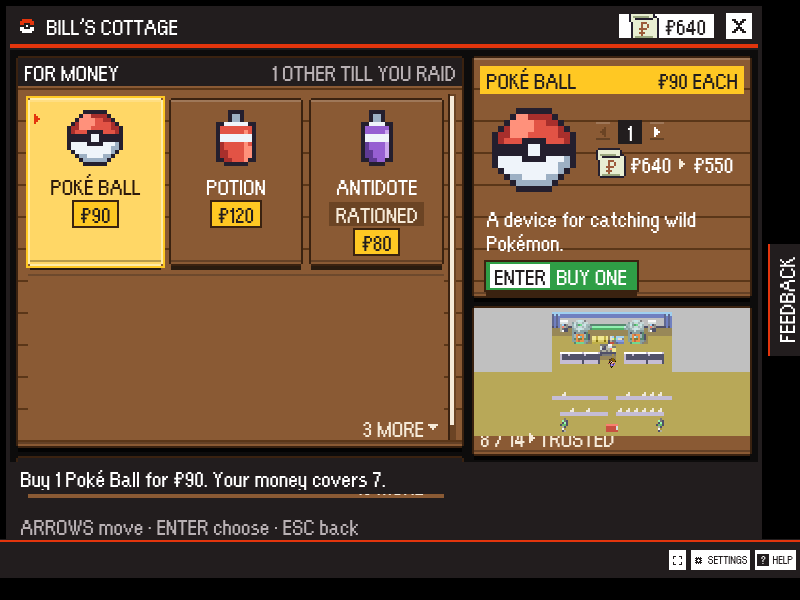 BILL'S COTTAGE
₽640
X
FOR MONEY
1 OTHER TILL YOU RAID
POKÉ BALL
₽90
POTION
₽120
ANTIDOTE
RATIONED
₽80
3 MORE
POKÉ BALL ₽90 EACH
1
₽640 ▸ ₽550
A device for catching wild
Pokémon.
ENTER BUY ONE
8 / 14 ▸ TRUSTED
FEEDBACK
Buy 1 Poké Ball for ₽90. Your money covers 7.
ARROWS move · ENTER choose · ESC back
SETTINGS
? HELP